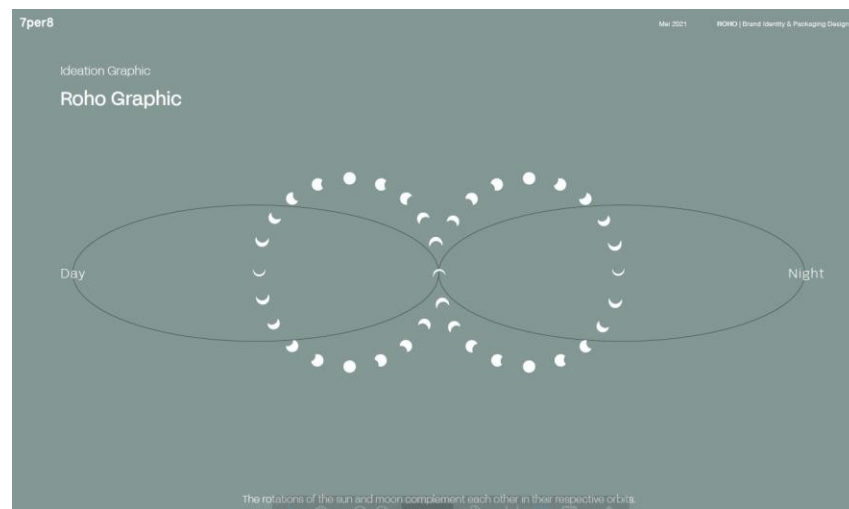 7per8
Mei 2021
ROHO | Brand Identity & Packaging Design
Ideation Graphic
Roho Graphic
Day
Night
The rotations of the sun and moon complement each other in their respective orbits.